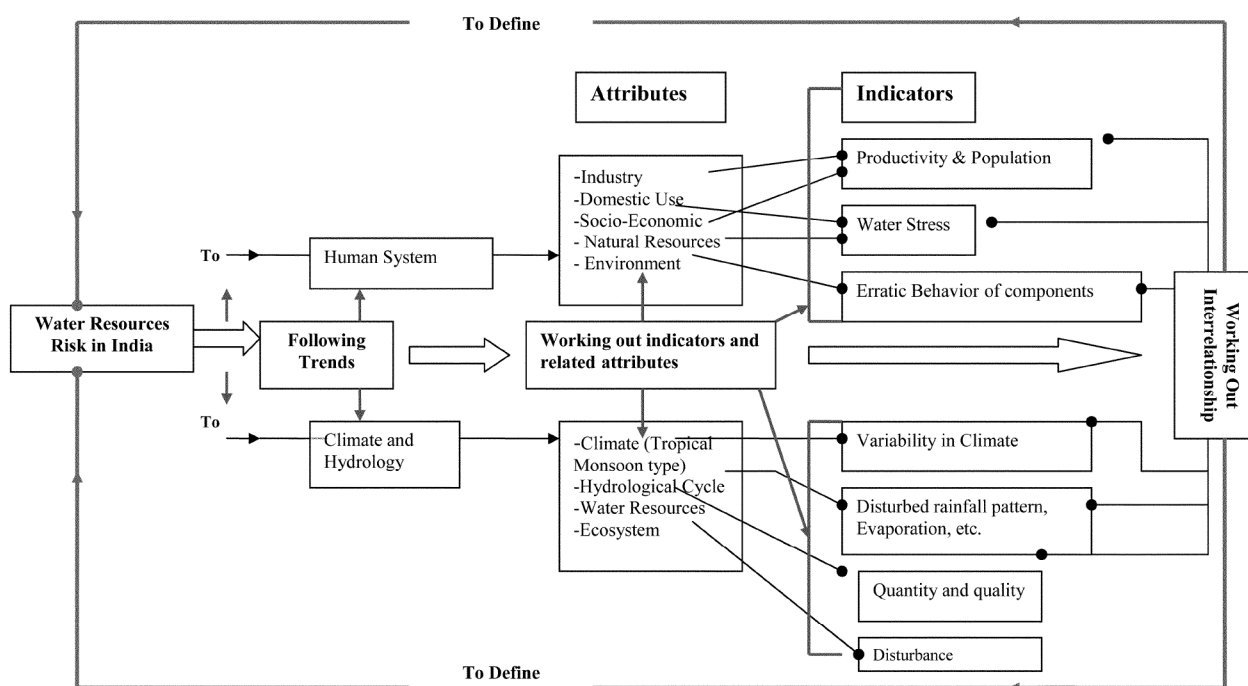 To Define
Attributes
Indicators
-Industry
-Domestic Use
-Socio-Economic
- Natural Resources
- Environment
Productivity & Population
Water Stress
Erratic Behavior of components
To
Human System
Water Resources
Risk in India
Following
Trends
Working out indicators and
related attributes
Working Out
Interrelationship
To
Climate and
Hydrology
-Climate (Tropical
Monsoon type)
-Hydrological Cycle
-Water Resources
-Ecosystem
Variability in Climate
Disturbed rainfall pattern,
Evaporation, etc.
Quantity and quality
Disturbance
To Define